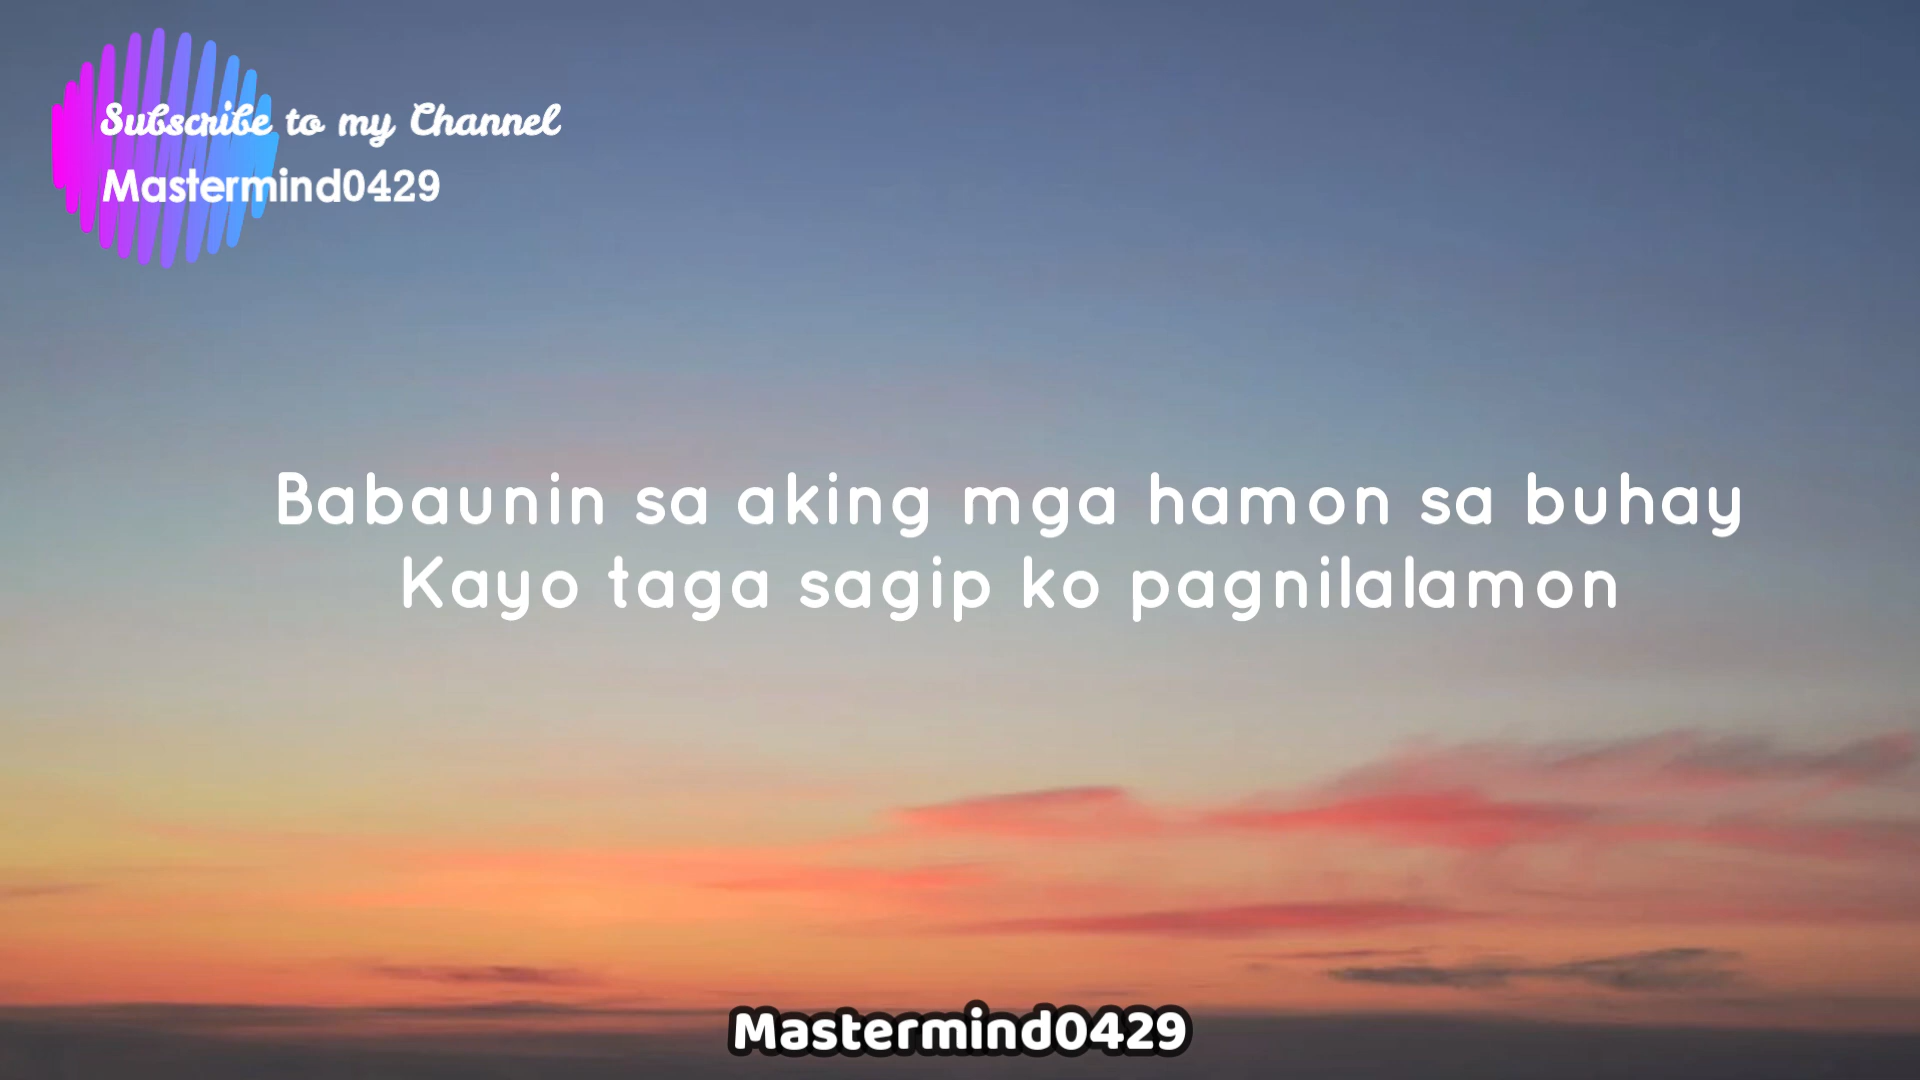 Subscribe to my Channel
Mastermind0429
Babaunin sa aking mga hamon sa buhay
Kayo taga sagip ko pagnilalamon
Mastermind0429